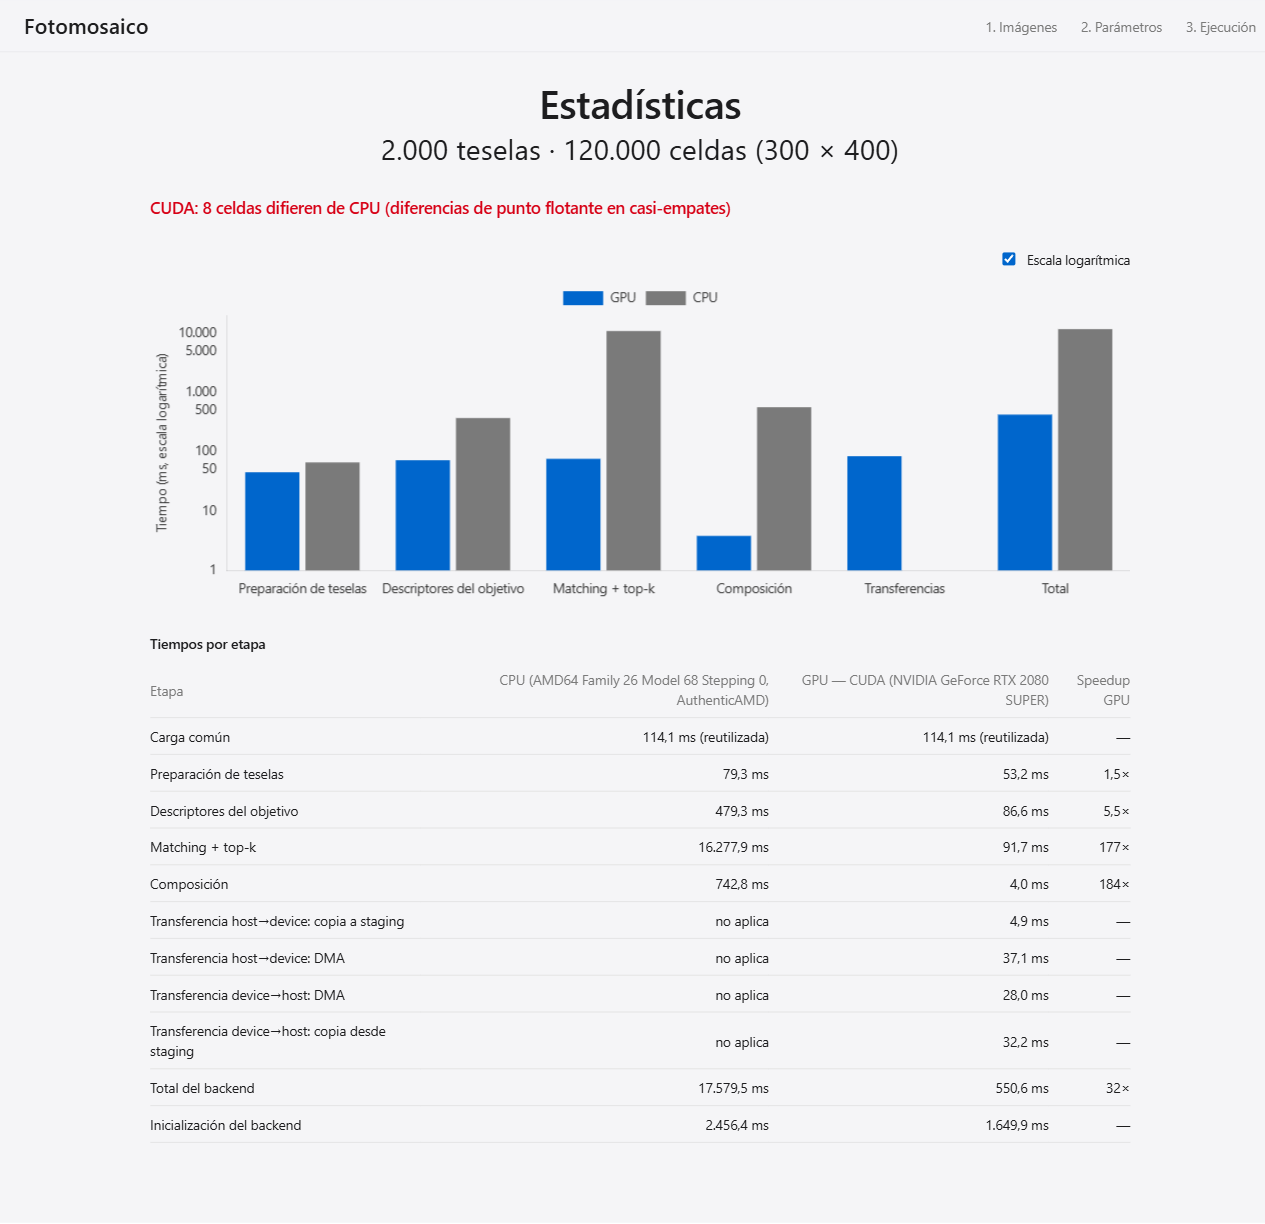 Fotomosaico
1. Imágenes 2. Parámetros 3. Ejecución
Estadísticas
2.000 teselas · 120.000 celdas (300 × 400)
CUDA: 8 celdas difieren de CPU (diferencias de punto flotante en casi-empates)
Escala logarítmica
GPU CPU
Tiempo (ms, escala logarítmica)
10.000
5.000
1.000
500
100
50
10
1
Preparación de teselas Descriptores del objetivo Matching + top-k Composición Transferencias Total
Tiempos por etapa
Etapa CPU (AMD64 Family 26 Model 68 Stepping 0, AuthenticAMD) GPU — CUDA (NVIDIA GeForce RTX 2080 SUPER) Speedup GPU
Carga común 114,1 ms (reutilizada) 114,1 ms (reutilizada) —
Preparación de teselas 79,3 ms 53,2 ms 1,5×
Descriptores del objetivo 479,3 ms 86,6 ms 5,5×
Matching + top-k 16.277,9 ms 91,7 ms 177×
Composición 742,8 ms 4,0 ms 184×
Transferencia host→device: copia a staging no aplica 4,9 ms —
Transferencia host→device: DMA no aplica 37,1 ms —
Transferencia device→host: DMA no aplica 28,0 ms —
Transferencia device→host: copia desde staging no aplica 32,2 ms —
Total del backend 17.579,5 ms 550,6 ms 32×
Inicialización del backend 2.456,4 ms 1.649,9 ms —